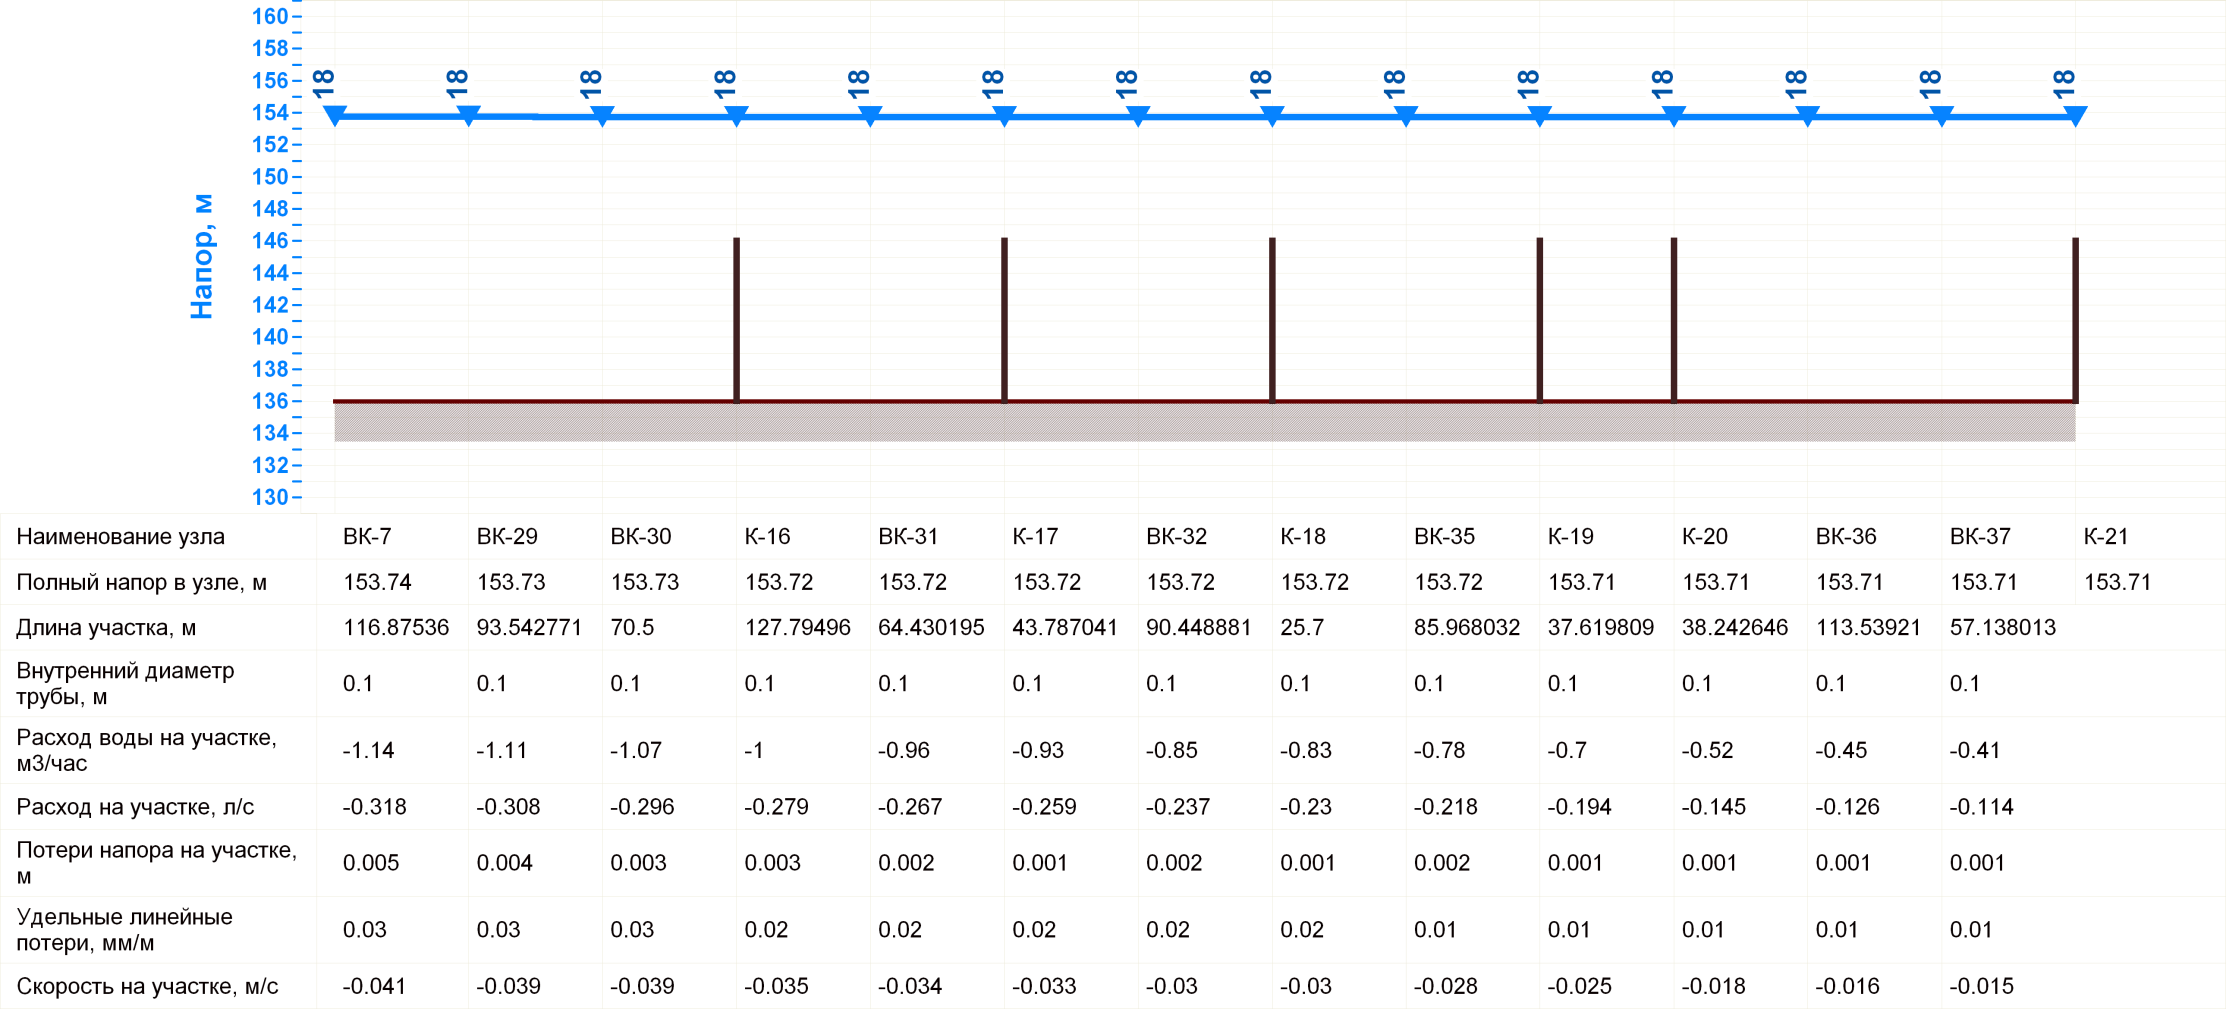 160
158
156
154
152
150
148
146
144
142
140
138
136
134
132
130
Напор, м
18 18 18 18 18 18 18 18 18 18 18 18 18 18
Наименование узла ВК-7 ВК-29 ВК-30 К-16 ВК-31 К-17 ВК-32 К-18 ВК-35 К-19 К-20 ВК-36 ВК-37 К-21
Полный напор в узле, м 153.74 153.73 153.73 153.72 153.72 153.72 153.72 153.72 153.72 153.71 153.71 153.71 153.71 153.71
Длина участка, м 116.87536 93.542771 70.5 127.79496 64.430195 43.787041 90.448881 25.7 85.968032 37.619809 38.242646 113.53921 57.138013
Внутренний диаметр
трубы, м 0.1 0.1 0.1 0.1 0.1 0.1 0.1 0.1 0.1 0.1 0.1 0.1 0.1
Расход воды на участке,
м3/час -1.14 -1.11 -1.07 -1 -0.96 -0.93 -0.85 -0.83 -0.78 -0.7 -0.52 -0.45 -0.41
Расход на участке, л/с -0.318 -0.308 -0.296 -0.279 -0.267 -0.259 -0.237 -0.23 -0.218 -0.194 -0.145 -0.126 -0.114
Потери напора на участке,
м 0.005 0.004 0.003 0.003 0.002 0.001 0.002 0.001 0.002 0.001 0.001 0.001 0.001
Удельные линейные
потери, мм/м 0.03 0.03 0.03 0.02 0.02 0.02 0.02 0.02 0.01 0.01 0.01 0.01 0.01
Скорость на участке, м/с -0.041 -0.039 -0.039 -0.035 -0.034 -0.033 -0.03 -0.03 -0.028 -0.025 -0.018 -0.016 -0.015